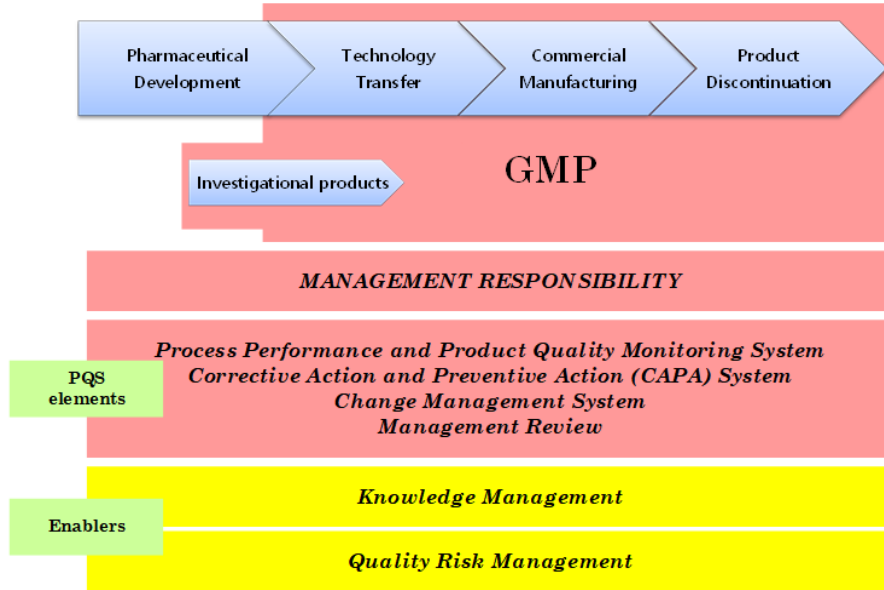 Pharmaceutical
Development
Technology
Transfer
Commercial
Manufacturing
Product
Discontinuation
Investigational products
GMP
MANAGEMENT RESPONSIBILITY
PQS
elements
Process Performance and Product Quality Monitoring System
Corrective Action and Preventive Action (CAPA) System
Change Management System
Management Review
Enablers
Knowledge Management
Quality Risk Management